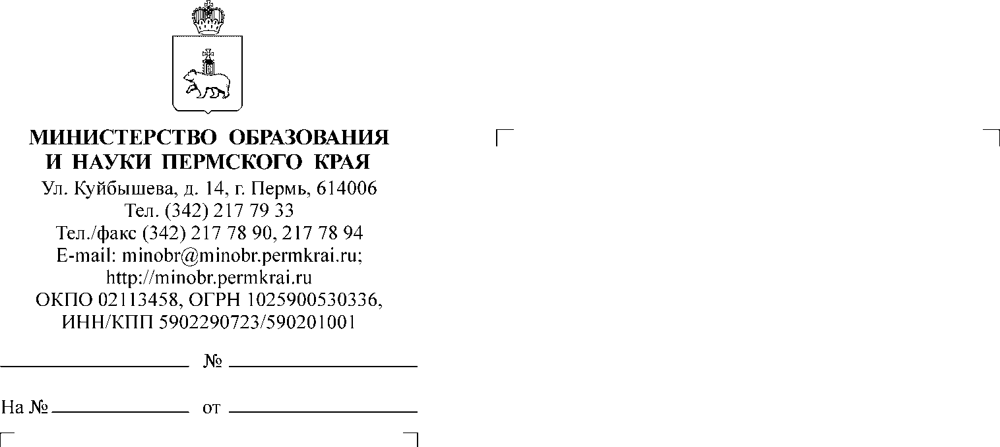 МИНИСТЕРСТВО ОБРАЗОВАНИЯ
И НАУКИ ПЕРМСКОГО КРАЯ
Ул. Куйбышева, д. 14, г. Пермь, 614006
Тел. (342) 217 79 33
Тел./факс (342) 217 78 90, 217 78 94
E-mail: minobr@minobr.permkrai.ru;
http://minobr.permkrai.ru
ОКПО 02113458, ОГРН 1025900530336,
ИНН/КПП 5902290723/590201001
№
На № от